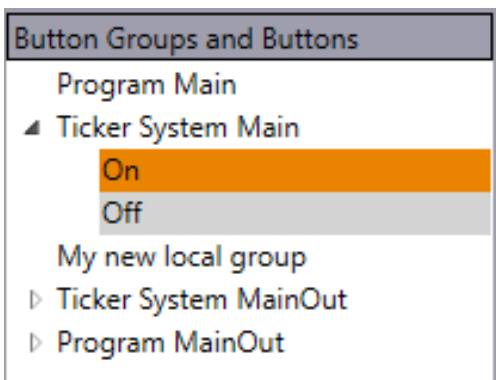 Button Groups and Buttons
Program Main
Ticker System Main
On
Off
My new local group
Ticker System MainOut
Program MainOut